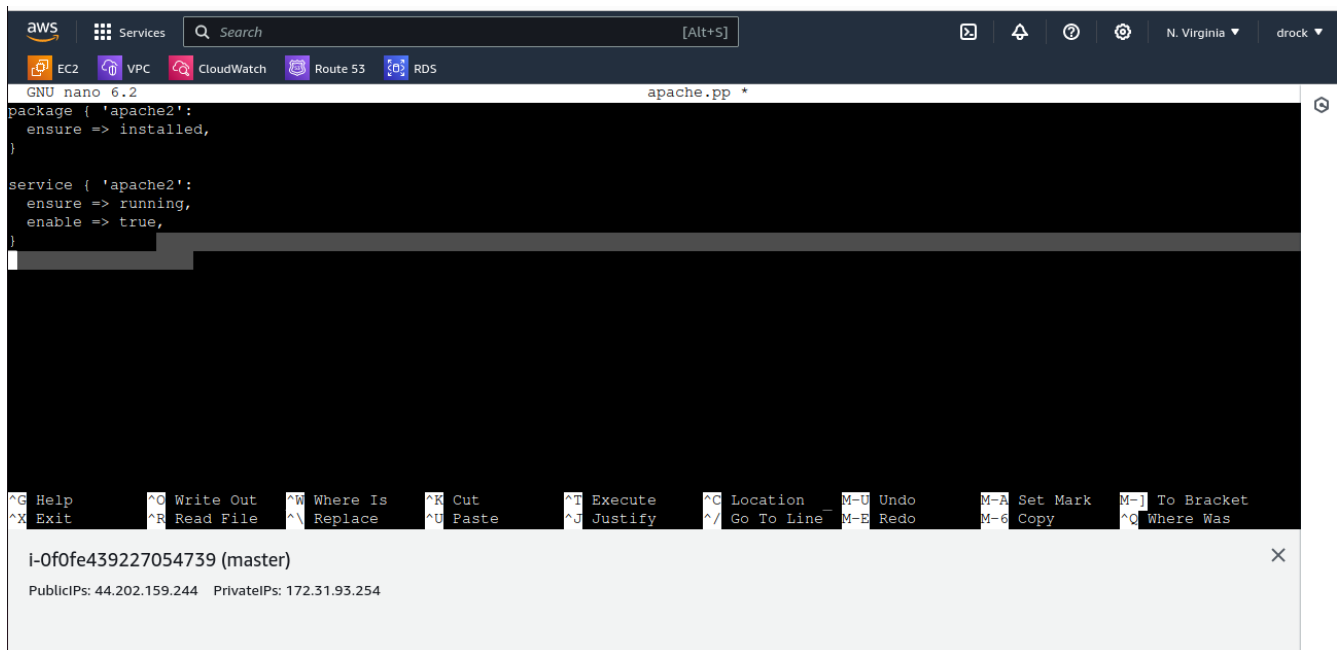 aws Services Search [Alt+S] N. Virginia ▼ drock ▼
EC2 VPC CloudWatch Route 53 RDS
GNU nano 6.2 apache.pp *
package { 'apache2':
  ensure => installed,
}
service { 'apache2':
  ensure => running,
  enable => true,
}
^G Help ^O Write Out ^W Where Is ^K Cut ^T Execute ^C Location M-U Undo M-A Set Mark M-] To Bracket
^X Exit ^R Read File ^\ Replace ^U Paste ^J Justify ^/ Go To Line M-E Redo M-6 Copy ^Q Where Was
i-0f0fe439227054739 (master)
PublicIPs: 44.202.159.244 PrivateIPs: 172.31.93.254